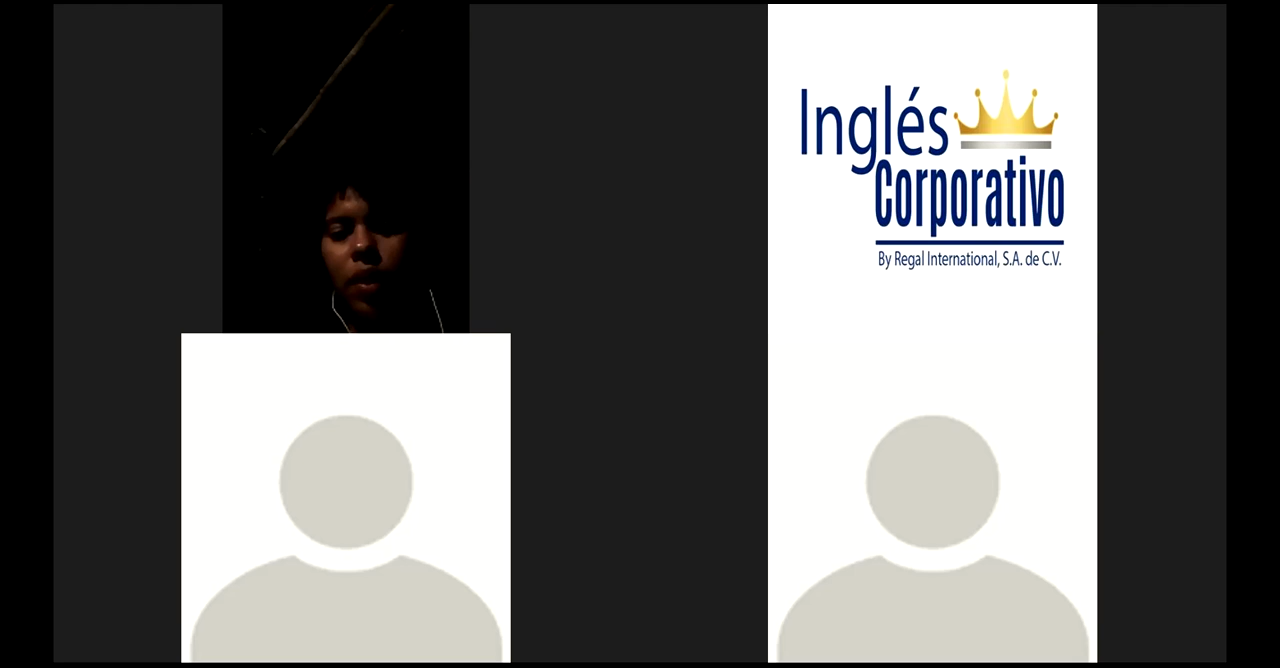 Inglés
Corporativo
By Regal International, S.A. de C.V.